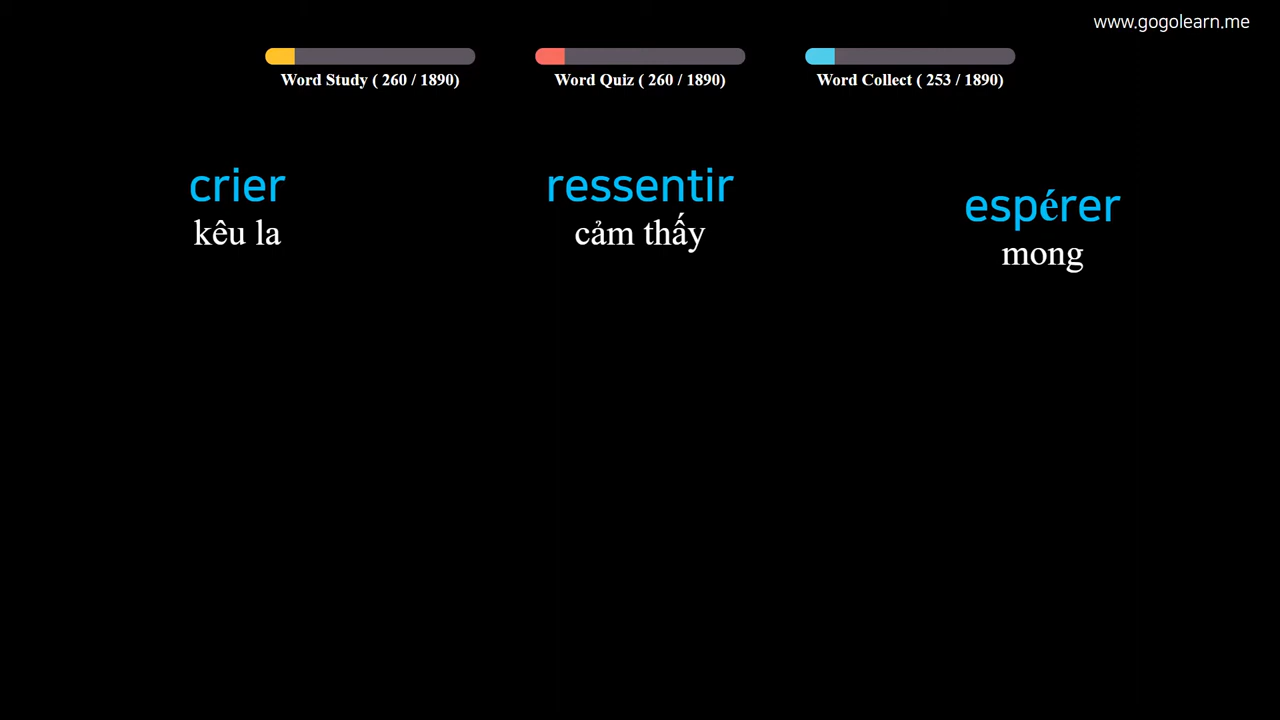 www.gogolearn.me
Word Study ( 260 / 1890)
Word Quiz ( 260 / 1890)
Word Collect ( 253 / 1890)
crier
kêu la
ressentir
cảm thấy
espérer
mong